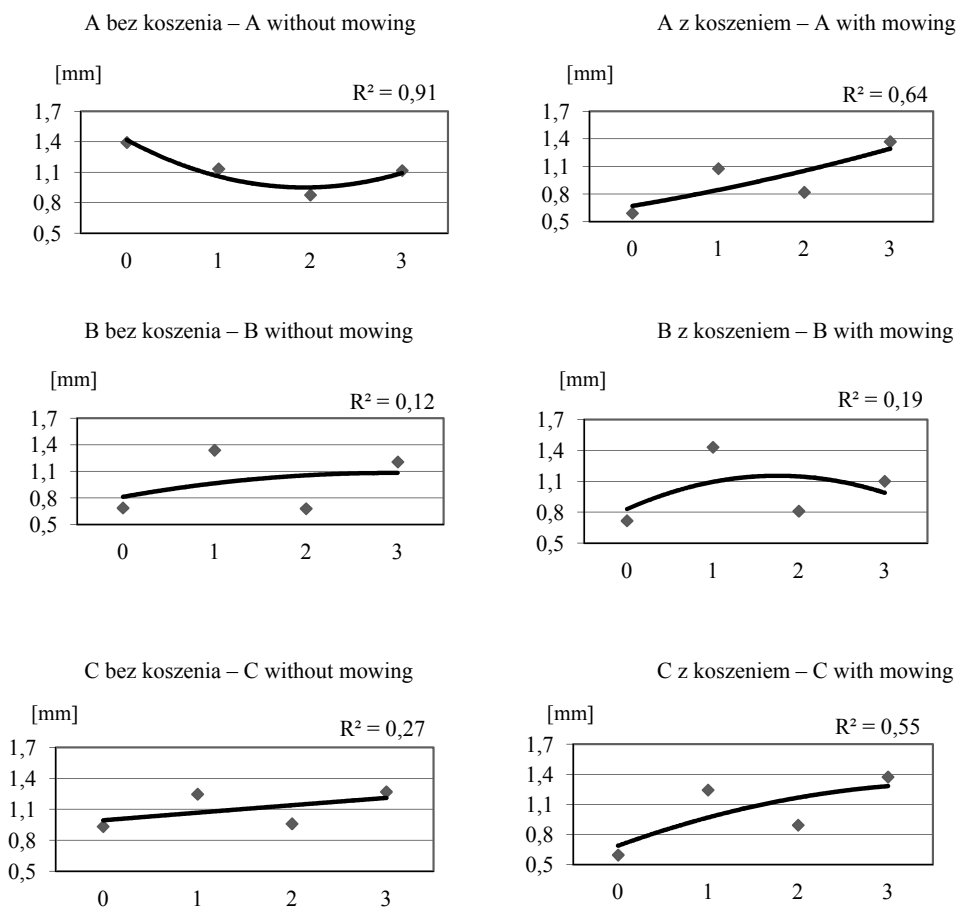 A bez koszenia – A without mowing
[mm]
R² = 0,91
1,7
1,4
1,1
0,8
0,5
0 1 2 3
A z koszeniem – A with mowing
[mm]
R² = 0,64
1,7
1,4
1,1
0,8
0,5
0 1 2 3
B bez koszenia – B without mowing
[mm]
R² = 0,12
1,7
1,4
1,1
0,8
0,5
0 1 2 3
B z koszeniem – B with mowing
[mm]
R² = 0,19
1,7
1,4
1,1
0,8
0,5
0 1 2 3
C bez koszenia – C without mowing
[mm]
R² = 0,27
1,7
1,4
1,1
0,8
0,5
0 1 2 3
C z koszeniem – C with mowing
[mm]
R² = 0,55
1,7
1,4
1,1
0,8
0,5
0 1 2 3